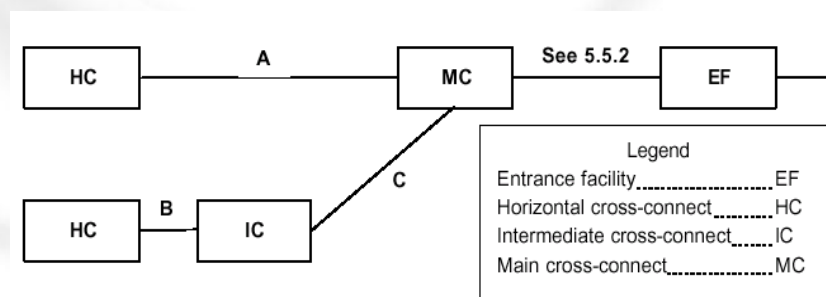 A
See 5.5.2
HC
MC
EF
C
B
HC
IC
Legend
Entrance facility EF
Horizontal cross-connect HC
Intermediate cross-connect IC
Main cross-connect MC